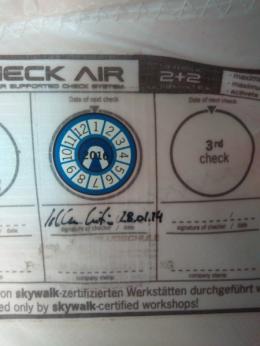 HECK AIR 2+2
R SUPPORTED CHECK SYSTEM
Date of next check
Date of next check
12 1 2 3 4 5 6 7 8 9 10 11
2016
3rd
check
28.01.14
/ date
signature of checker / date
signature of checker / date
company stamp
company stamp
on skywalk-zertifizierten Werkstätten durchgeführt
ed only by skywalk-certified workshops!